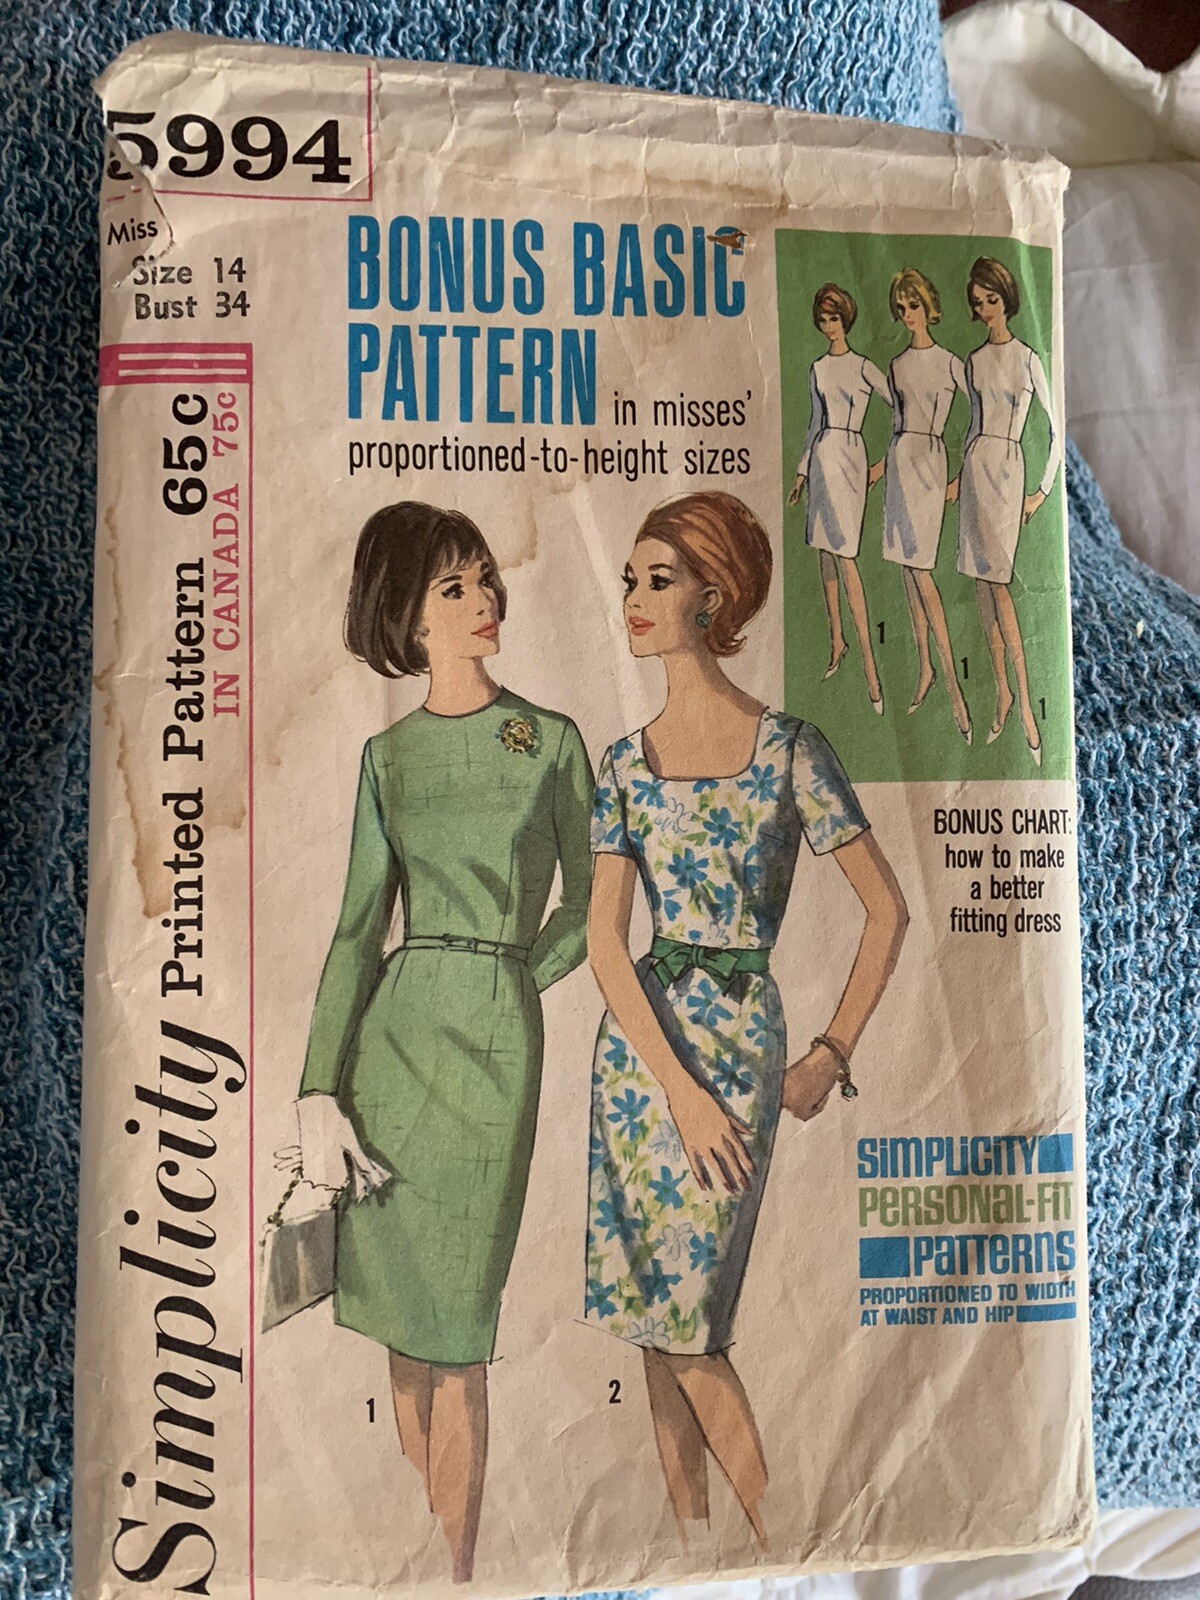 5994
Miss
Size 14
Bust 34
Simplicity Printed Pattern 65c
IN CANADA 75c
BONUS BASIC
PATTERN in misses'
proportioned-to-height sizes
1
1
1
BONUS CHART:
how to make
a better
fitting dress
SiMPLiCiTY
PERSONAL-FiT
PATTERNS
PROPORTIONED TO WIDTH
AT WAIST AND HIP
1
2